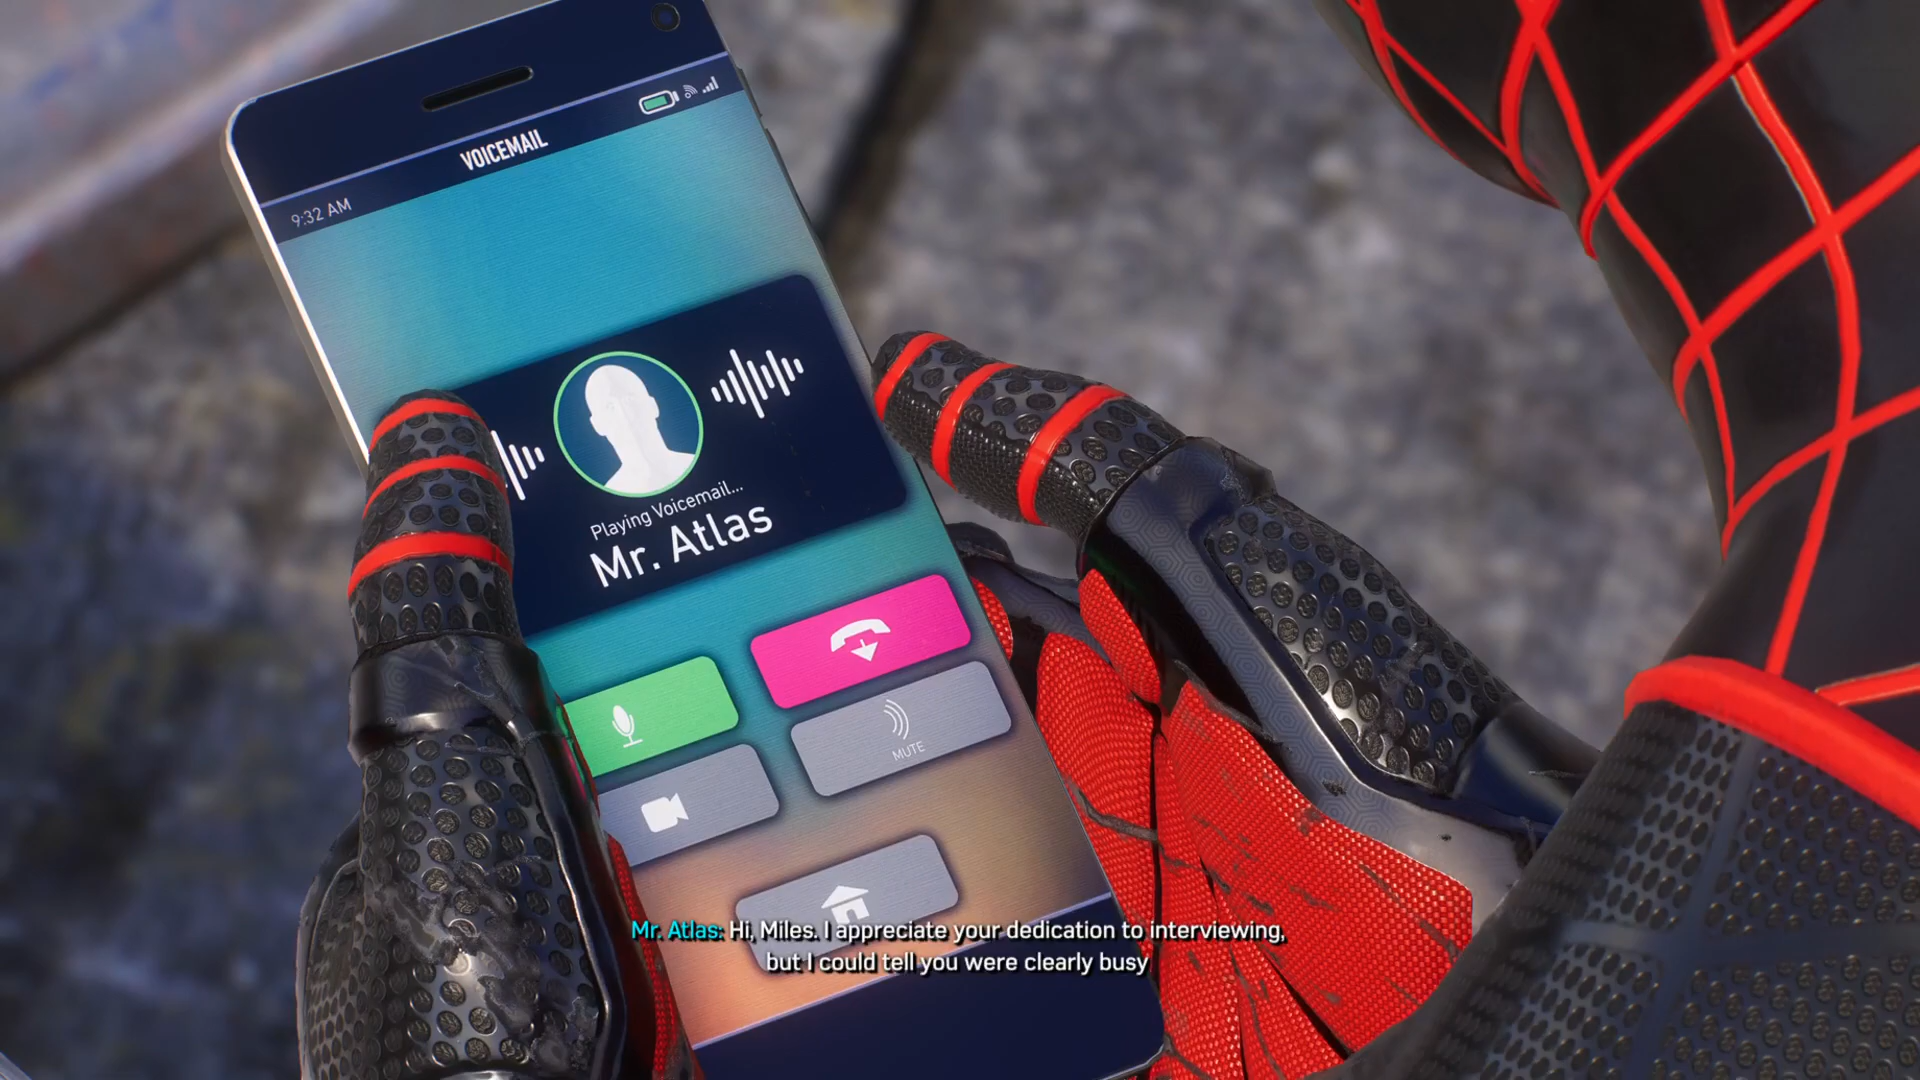 VOICEMAIL
9:32 AM
Playing Voicemail...
Mr. Atlas
MUTE
Mr. Atlas: Hi, Miles. I appreciate your dedication to interviewing,
but I could tell you were clearly busy